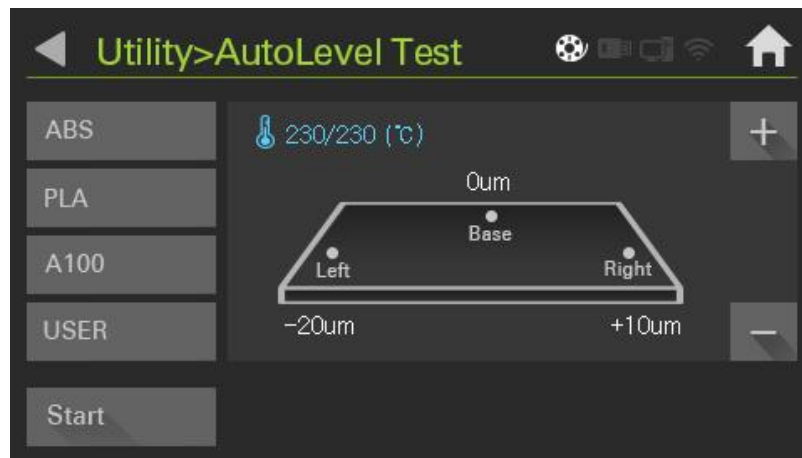 Utility>AutoLevel Test
ABS
PLA
A100
USER
Start
230/230 (℃)
+
0um
Base
Left
Right
-20um
+10um
−